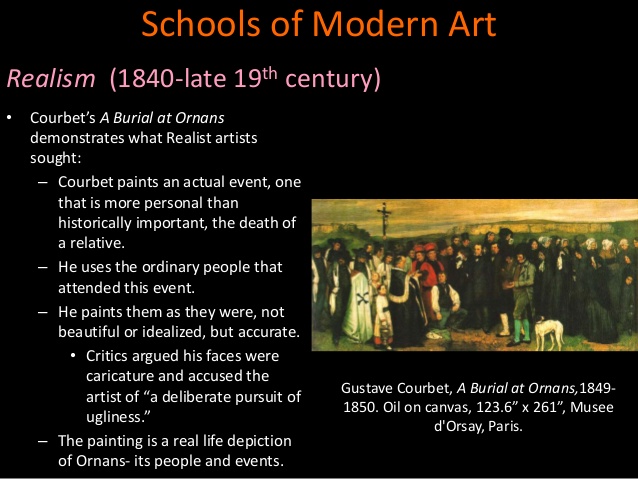 Schools of Modern Art
Realism (1840-late 19th century)
• Courbet's A Burial at Ornans
demonstrates what Realist artists
sought:
– Courbet paints an actual event, one
that is more personal than
historically important, the death of
a relative.
– He uses the ordinary people that
attended this event.
– He paints them as they were, not
beautiful or idealized, but accurate.
• Critics argued his faces were
caricature and accused the
artist of “a deliberate pursuit of
ugliness.”
– The painting is a real life depiction
of Ornans- its people and events.
Gustave Courbet, A Burial at Ornans,1849-
1850. Oil on canvas, 123.6” x 261”, Musee
d'Orsay, Paris.